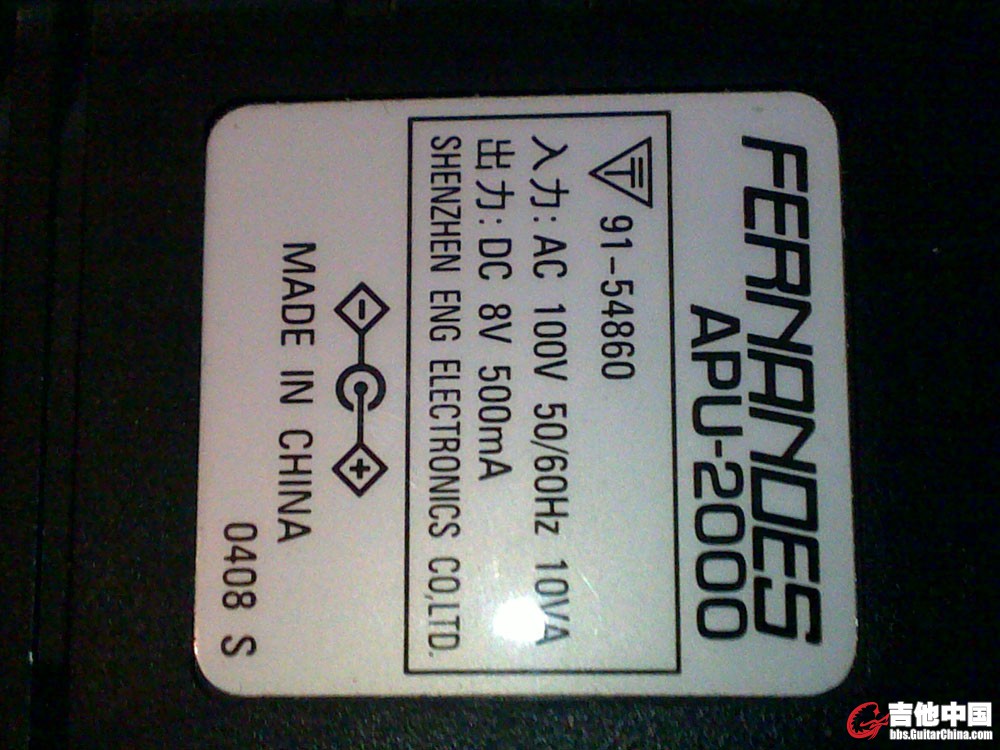 FERNANDES
APU-2000
T 91-54860
入力: AC 100V 50/60Hz 10VA
出力: DC 8V 500mA
SHENZHEN ENG ELECTRONICS CO,LTD.
- +
MADE IN CHINA
0408 S
吉他中国
bbs.GuitarChina.com